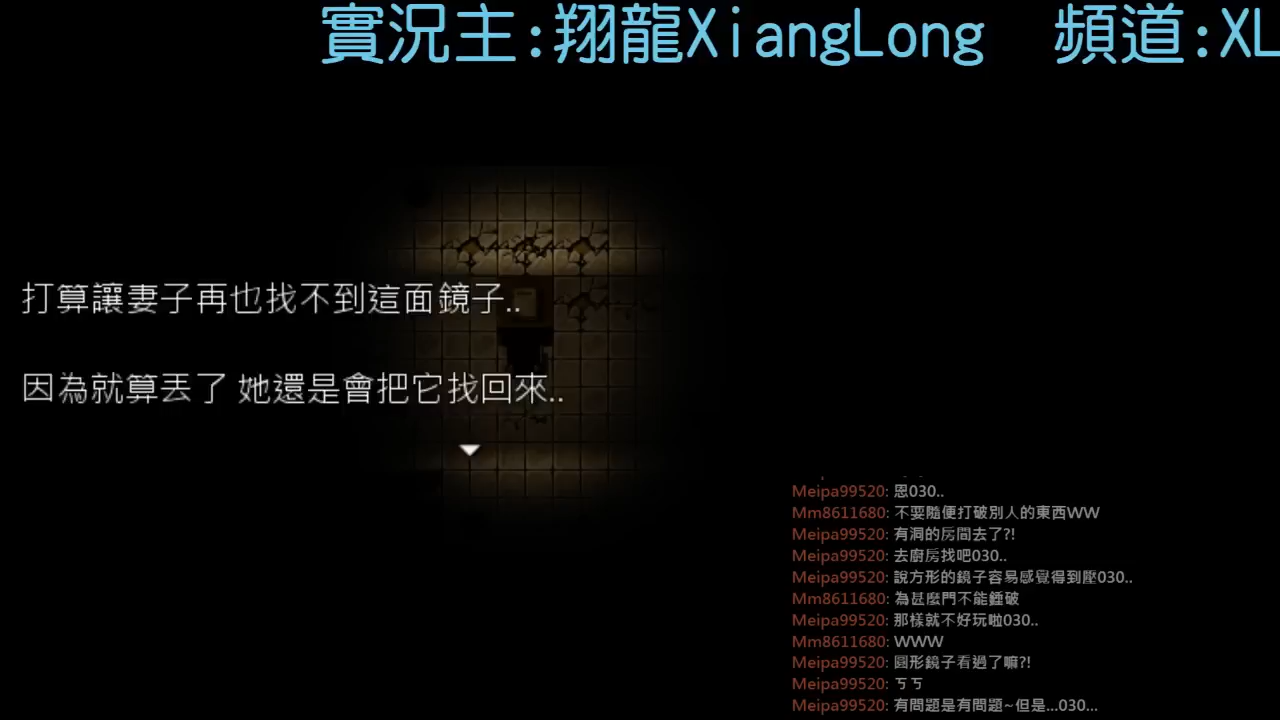 實況主:翔龍XiangLong 頻道:XL
打算讓妻子再也找不到這面鏡子..
因為就算丟了 她還是會把它找回來..
Meipa99520: 恩030..
Mm8611680: 不要隨便打破別人的東西WW
Meipa99520: 有洞的房間去了?!
Meipa99520: 去廚房找吧030..
Meipa99520: 說方形的鏡子容易感覺得到壓030..
Mm8611680: 為甚麼門不能錘破
Meipa99520: 那樣就不好玩啦030..
Mm8611680: WWW
Meipa99520: 圓形鏡子看過了嘛?!
Meipa99520: ㄎㄎ
Meipa99520: 有問題是有問題~但是...030...